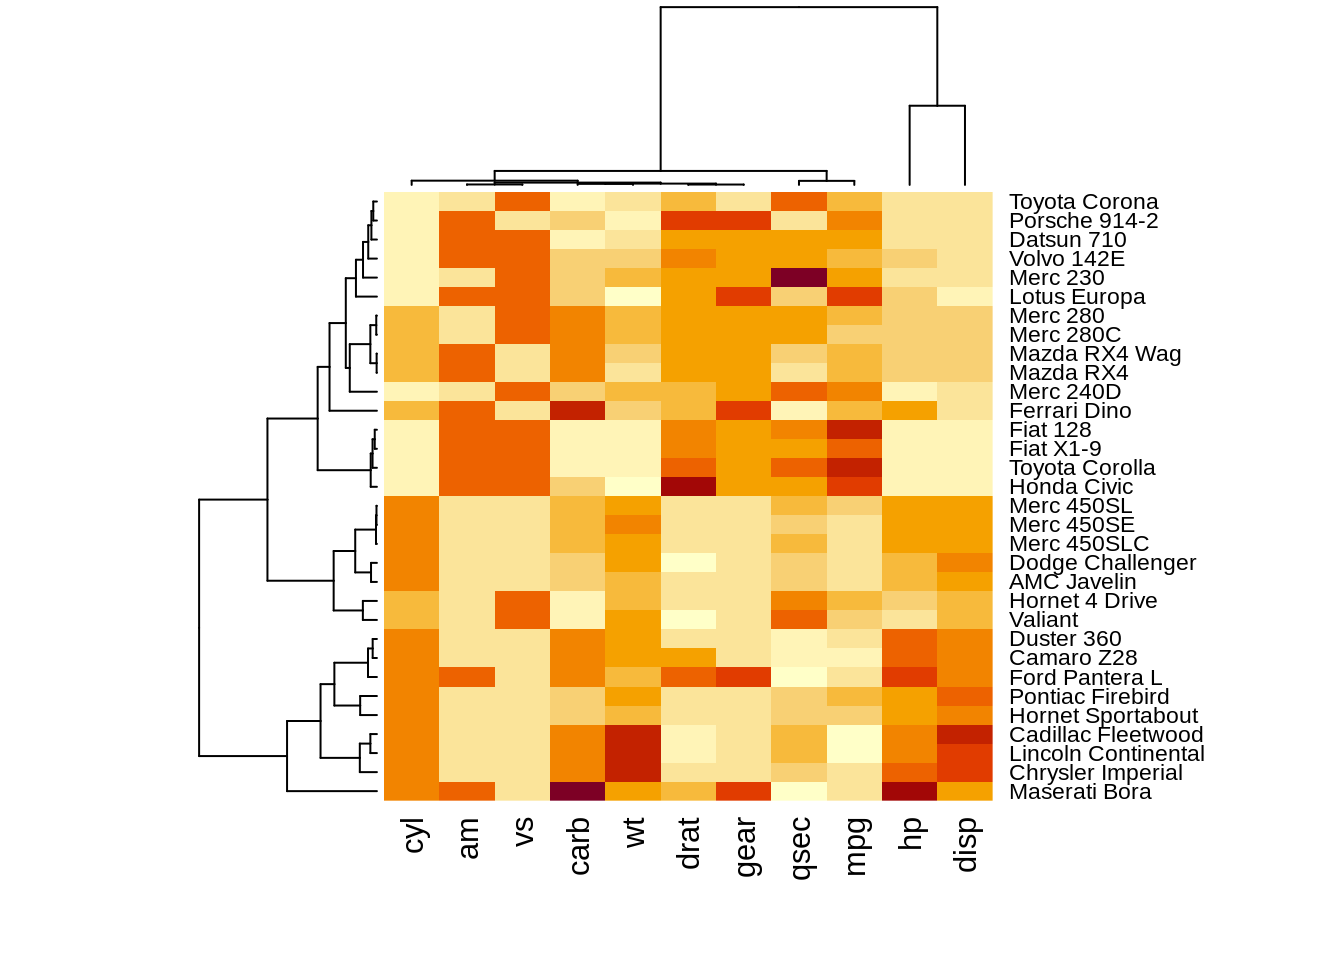 Toyota Corona
Porsche 914-2
Datsun 710
Volvo 142E
Merc 230
Lotus Europa
Merc 280
Merc 280C
Mazda RX4 Wag
Mazda RX4
Merc 240D
Ferrari Dino
Fiat 128
Fiat X1-9
Toyota Corolla
Honda Civic
Merc 450SL
Merc 450SE
Merc 450SLC
Dodge Challenger
AMC Javelin
Hornet 4 Drive
Valiant
Duster 360
Camaro Z28
Ford Pantera L
Pontiac Firebird
Hornet Sportabout
Cadillac Fleetwood
Lincoln Continental
Chrysler Imperial
Maserati Bora
cyl
am
vs
carb
wt
drat
gear
qsec
mpg
hp
disp